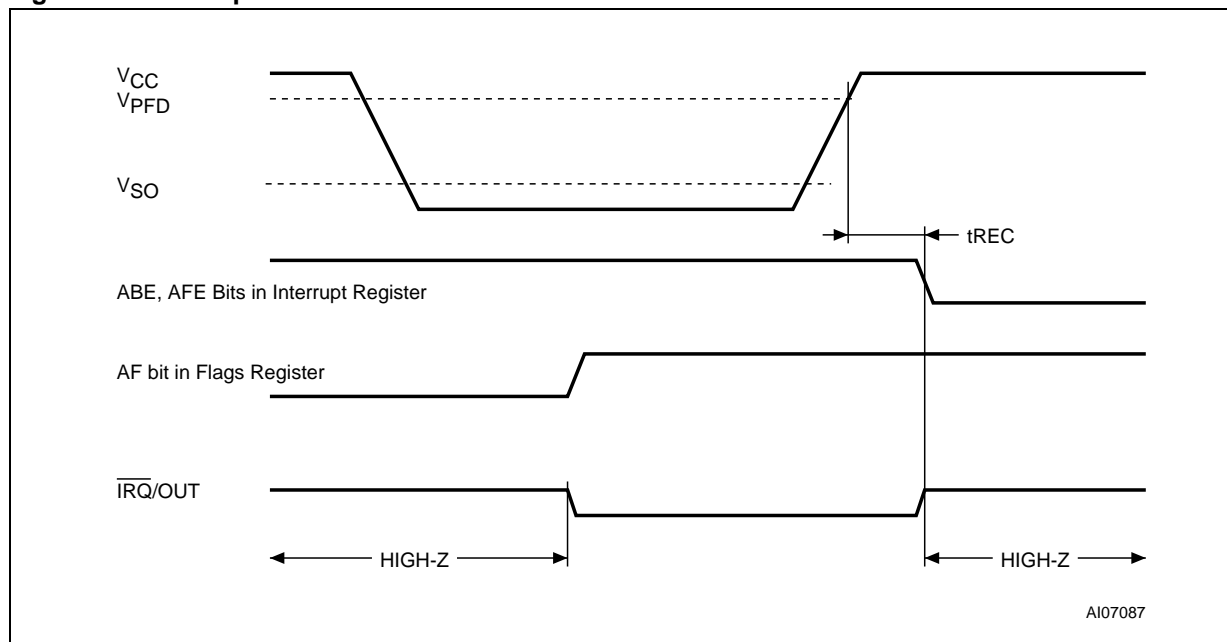 VCC
VPFD
VSO
tREC
ABE, AFE Bits in Interrupt Register
AF bit in Flags Register
IRQ/OUT
HIGH-Z
HIGH-Z
AI07087